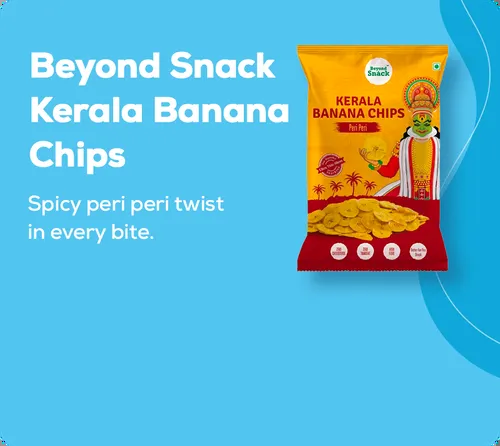 Beyond Snack
Kerala Banana
Chips
Spicy peri peri twist
in every bite.
Beyond
Snack
KERALA
BANANA CHIPS
Peri Peri